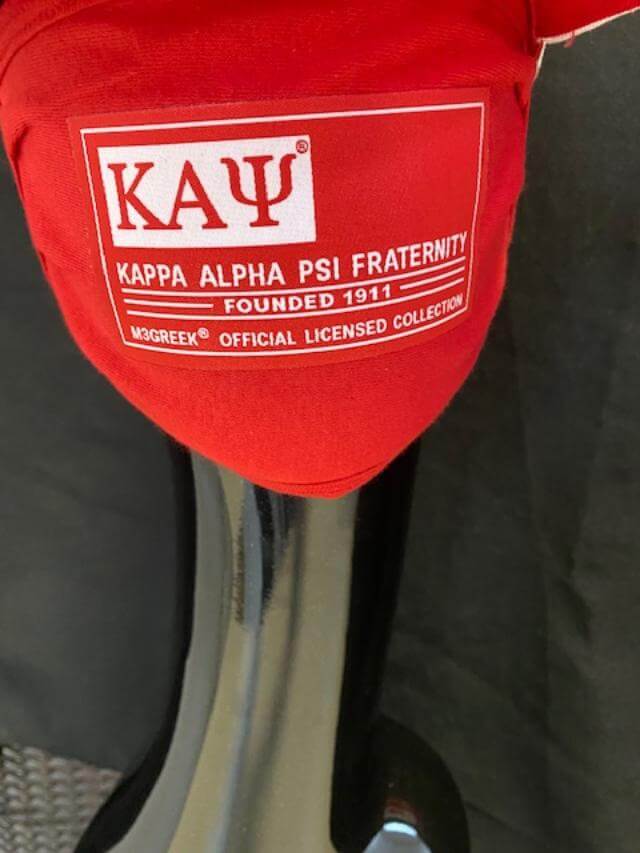 ΚΑΨ®
KAPPA ALPHA PSI FRATERNITY
FOUNDED 1911
M3GREEK® OFFICIAL LICENSED COLLECTION